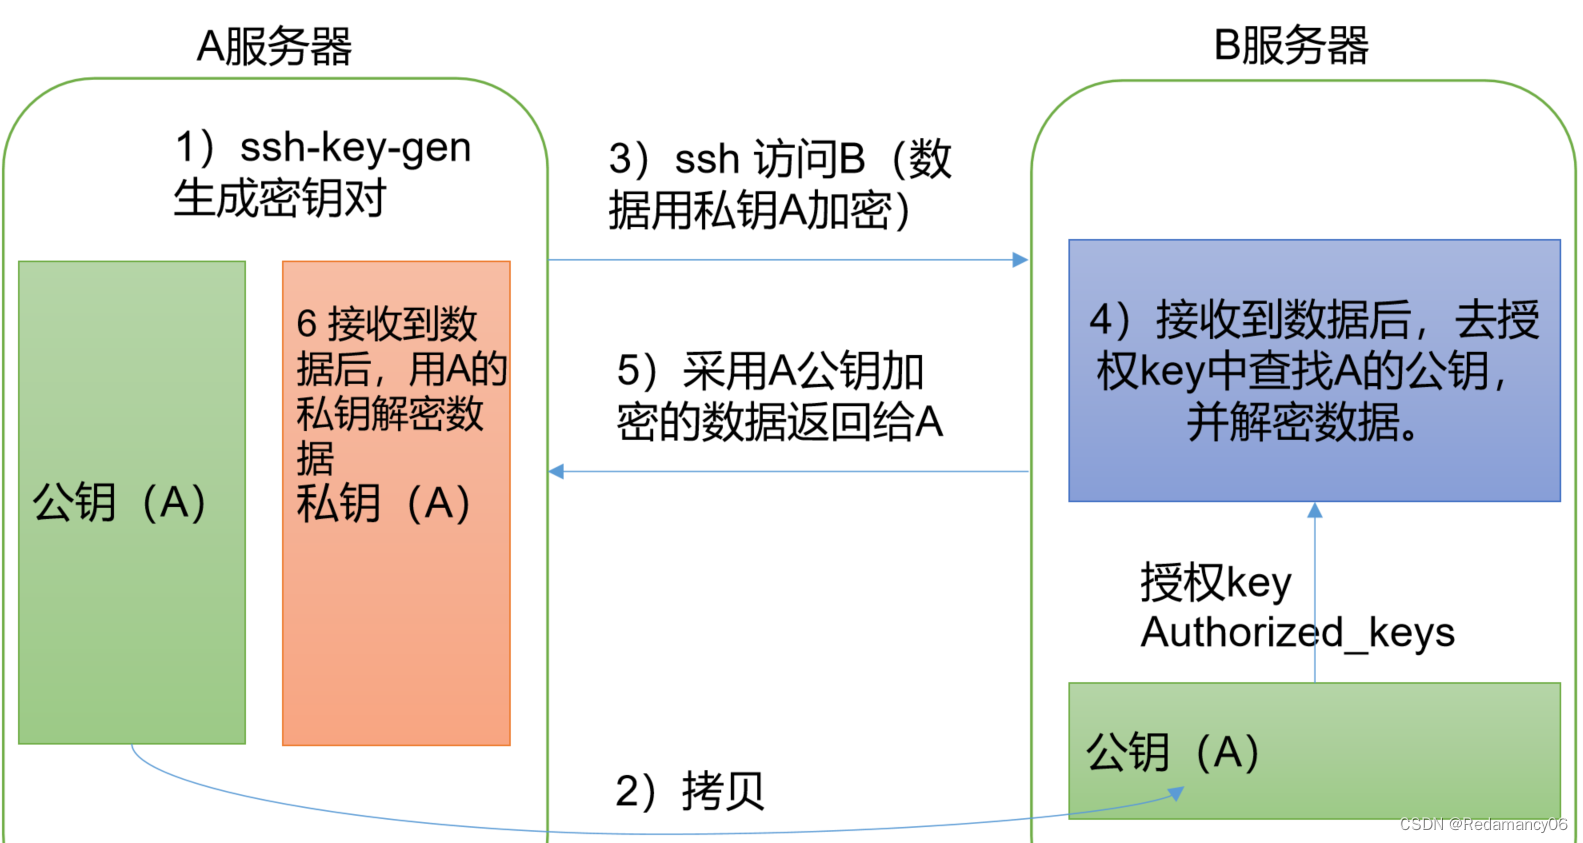 A服务器
B服务器
1）ssh-key-gen
生成密钥对
3）ssh 访问B（数
据用私钥A加密）
6 接收到数
据后，用A的
私钥解密数
据
公钥（A）
私钥（A）
5）采用A公钥加
密的数据返回给A
4）接收到数据后，去授
权key中查找A的公钥，
并解密数据。
授权key
Authorized_keys
公钥（A）
2）拷贝
CSDN @Redamancy06